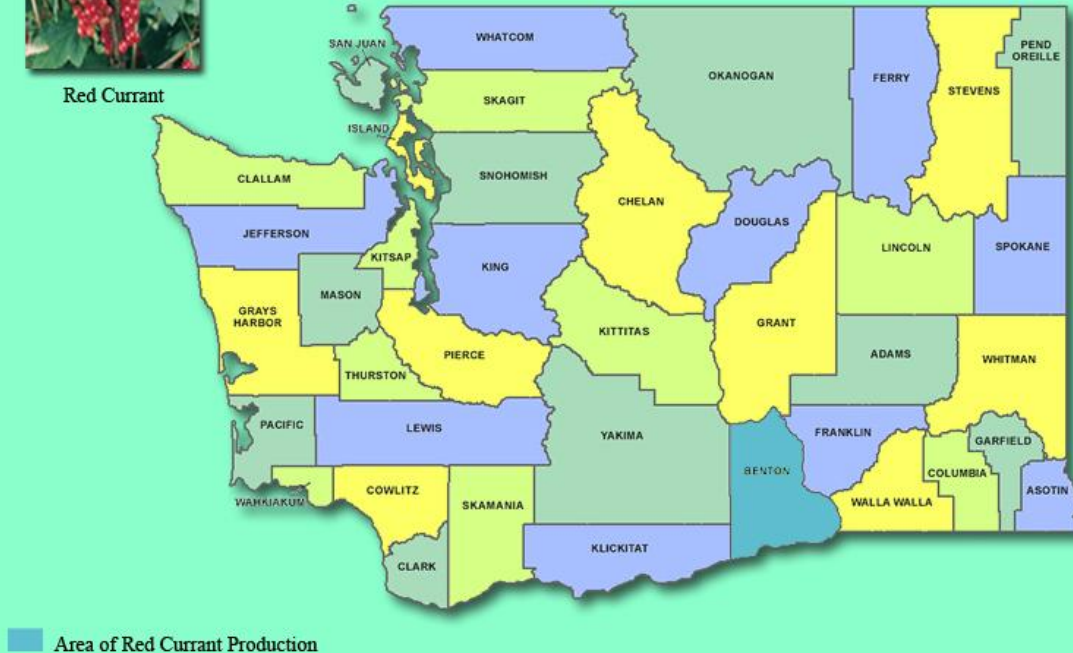 Red Currant
SAN JUAN
WHATCOM
SKAGIT
ISLAND
SNOHOMISH
OKANOGAN
FERRY
STEVENS
PEND
OREILLE
CLALLAM
JEFFERSON
KITSAP
KING
CHELAN
DOUGLAS
LINCOLN
SPOKANE
MASON
GRAYS
HARBOR
THURSTON
PIERCE
KITTITAS
GRANT
ADAMS
WHITMAN
PACIFIC
LEWIS
YAKIMA
BENTON
FRANKLIN
GARFIELD
COLUMBIA
ASOTIN
WALLA WALLA
WAHKIAKUM
COWLITZ
SKAMANIA
KLICKITAT
CLARK
Area of Red Currant Production